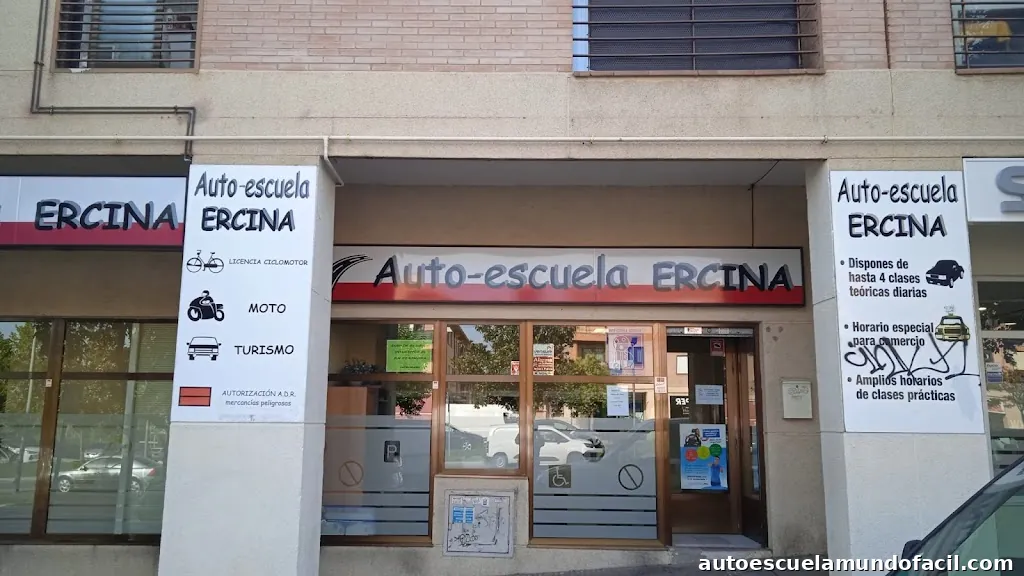 ERCINA
Auto-escuela
ERCINA
LICENCIA CICLOMOTOR
MOTO
TURISMO
AUTORIZACIÓN A.D.R.
mercancías peligrosas
Auto-escuela ERCINA
P
Auto-escuela
ERCINA
• Dispones de
hasta 4 clases
teóricas diarias
• Horario especial
para comercio
• Amplios horarios
de clases prácticas
autoescuelamundofacil.com